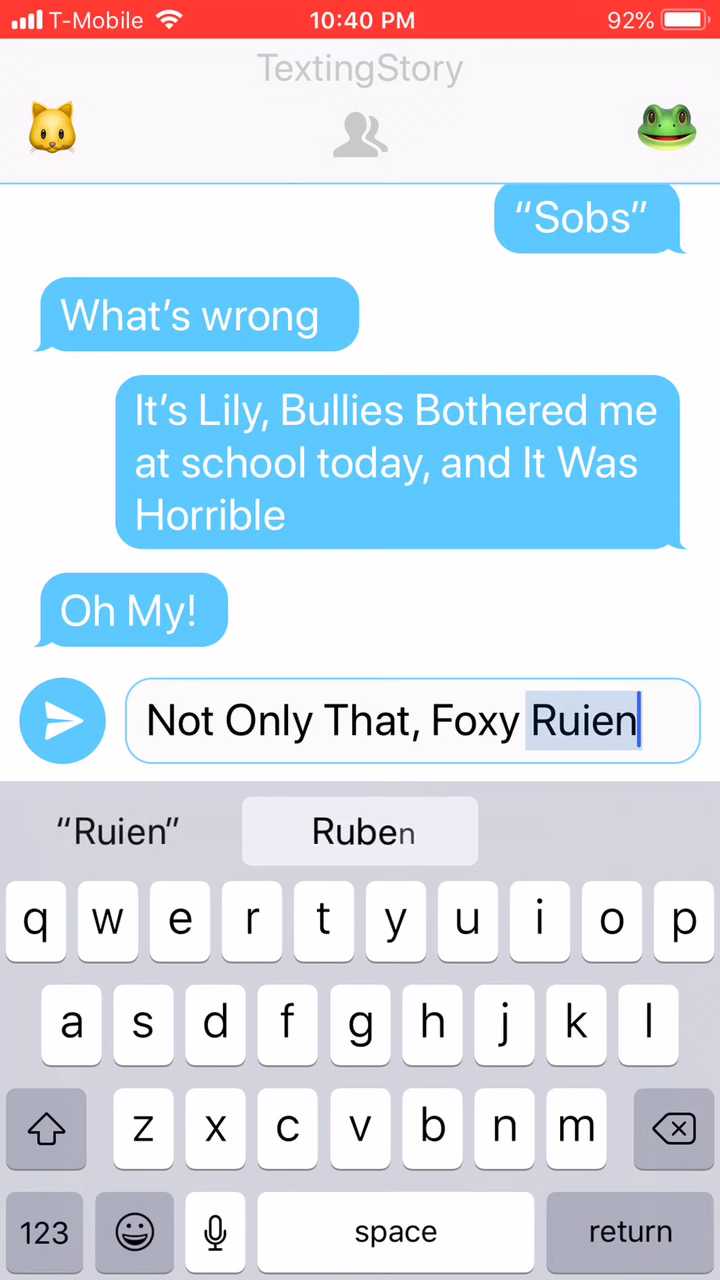 T-Mobile 10:40 PM 92%
TextingStory
“Sobs”
What’s wrong
It’s Lily, Bullies Bothered me
at school today, and It Was
Horrible
Oh My!
Not Only That, Foxy Ruien
“Ruien” Ruben
q w e r t y u i o p
a s d f g h j k l
z x c v b n m
123 space return